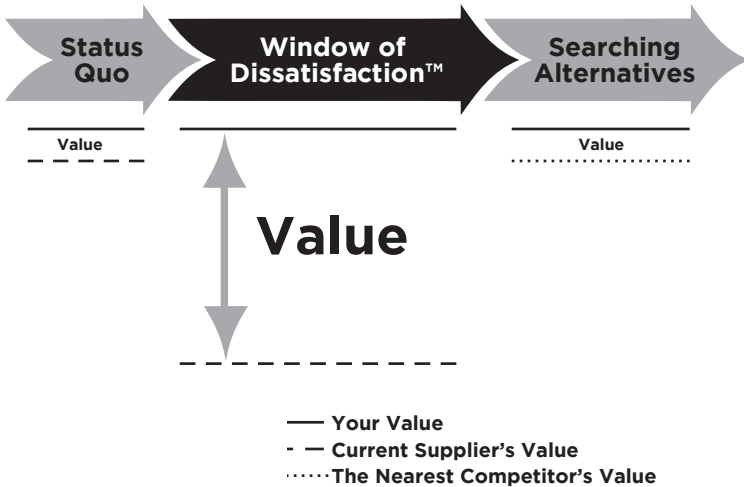 Status
Quo
Window of
Dissatisfaction™
Searching
Alternatives
Value
Value
Value
Your Value
Current Supplier's Value
The Nearest Competitor's Value